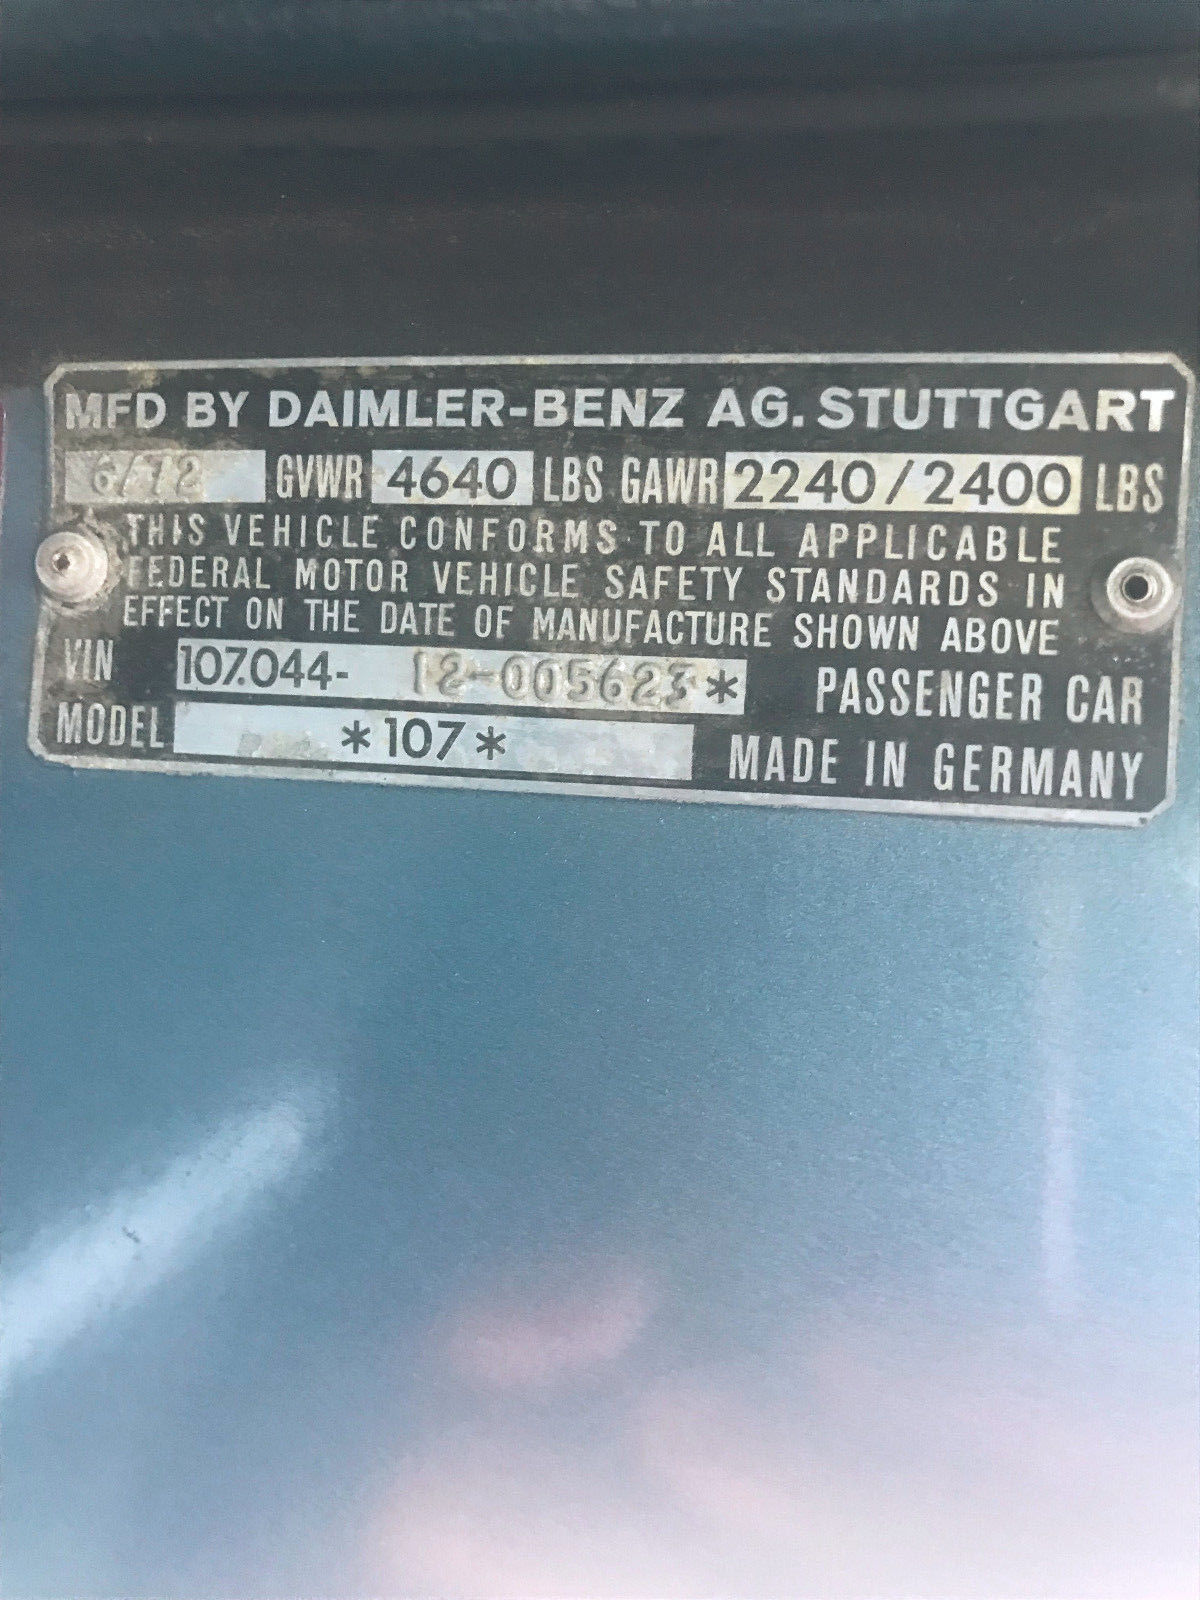 MFD BY DAIMLER-BENZ AG. STUTTGART
6/72 GVWR 4640 LBS GAWR 2240/2400 LBS
THIS VEHICLE CONFORMS TO ALL APPLICABLE
FEDERAL MOTOR VEHICLE SAFETY STANDARDS IN
EFFECT ON THE DATE OF MANUFACTURE SHOWN ABOVE
VIN 107.044- 12-005623* PASSENGER CAR
MODEL *107* MADE IN GERMANY